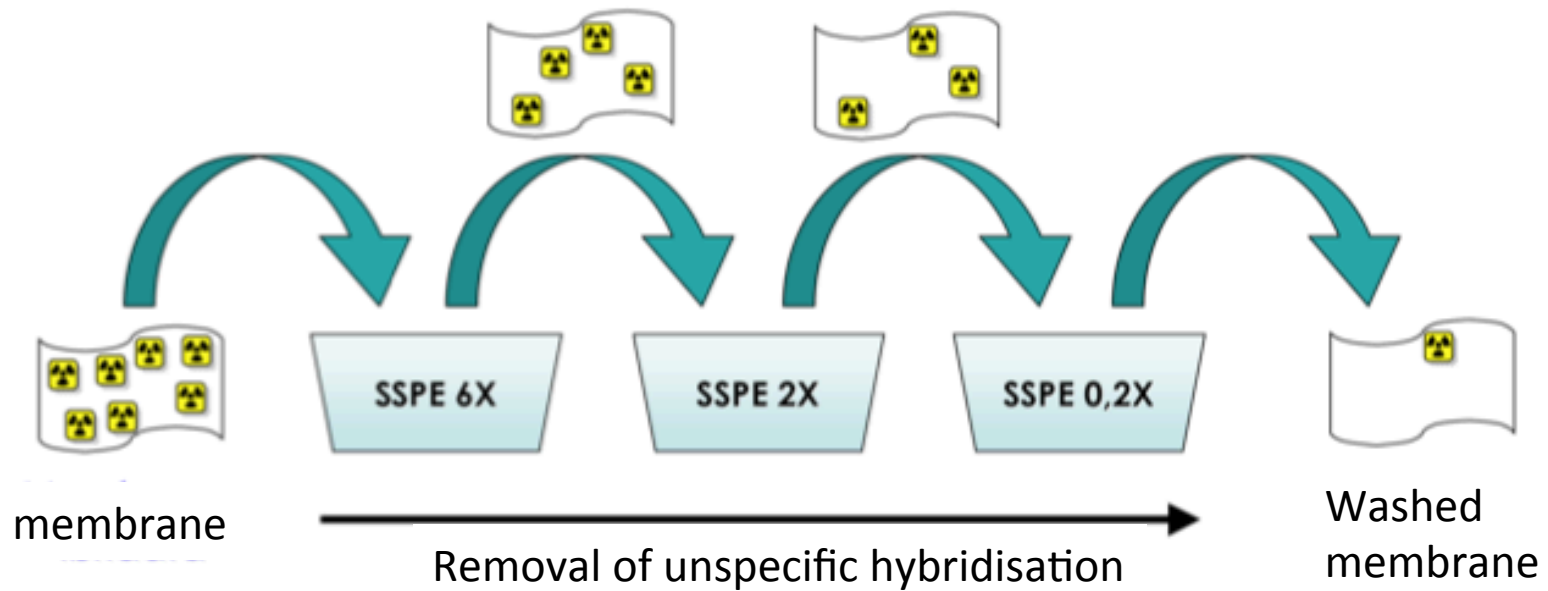 SSPE 6X
SSPE 2X
SSPE 0,2X
membrane
Removal of unspecific hybridisation
Washed
membrane